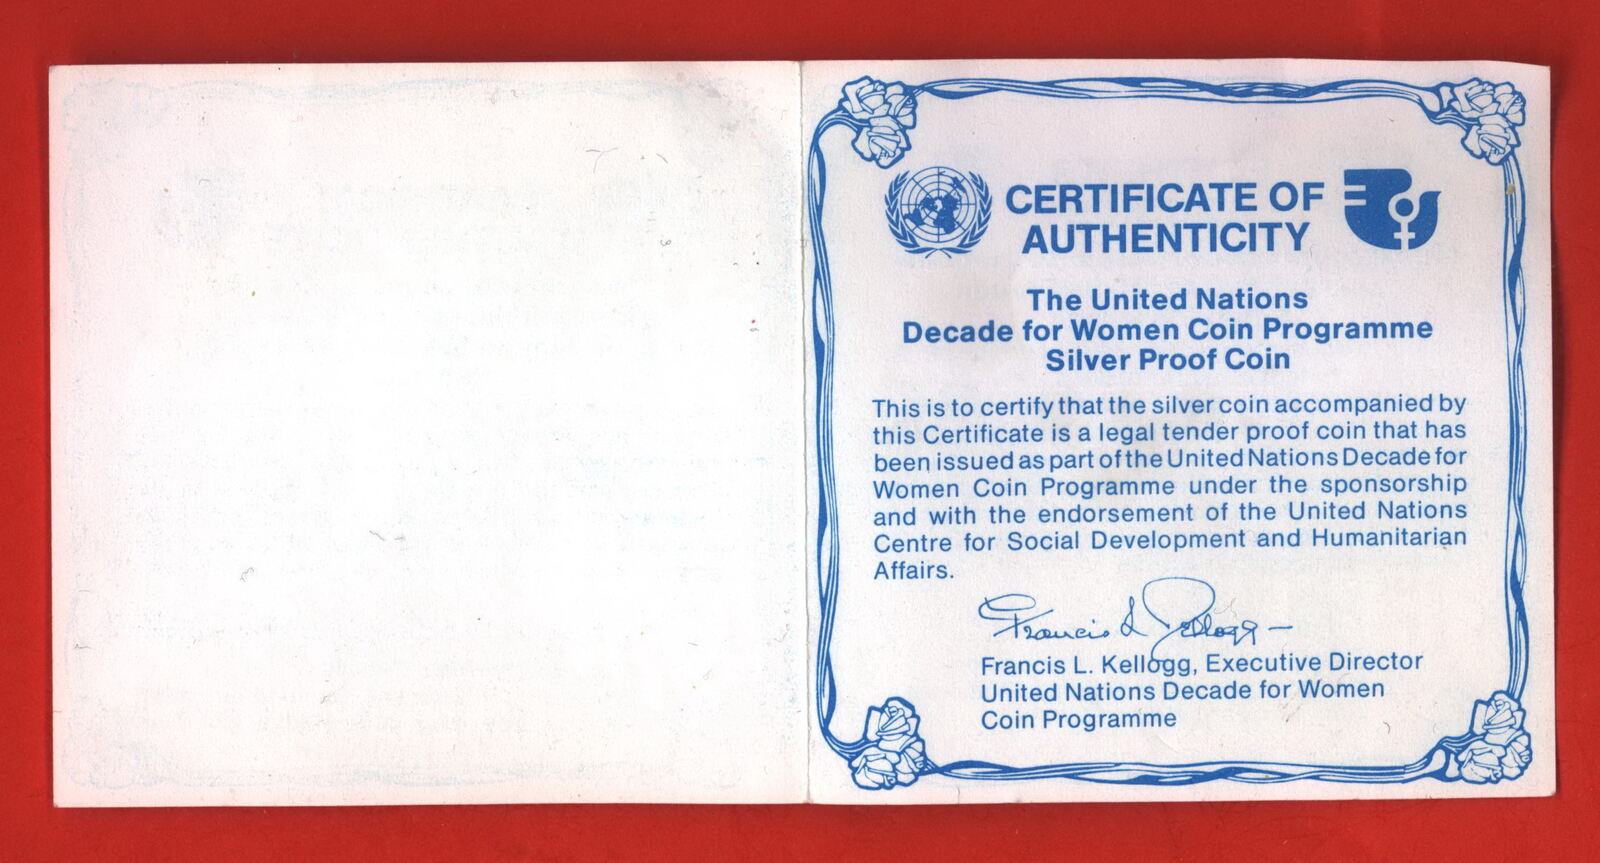 CERTIFICATE OF
AUTHENTICITY
The United Nations
Decade for Women Coin Programme
Silver Proof Coin
This is to certify that the silver coin accompanied by
this Certificate is a legal tender proof coin that has
been issued as part of the United Nations Decade for
Women Coin Programme under the sponsorship
and with the endorsement of the United Nations
Centre for Social Development and Humanitarian
Affairs.
Francis L Kellogg
Francis L. Kellogg, Executive Director
United Nations Decade for Women
Coin Programme